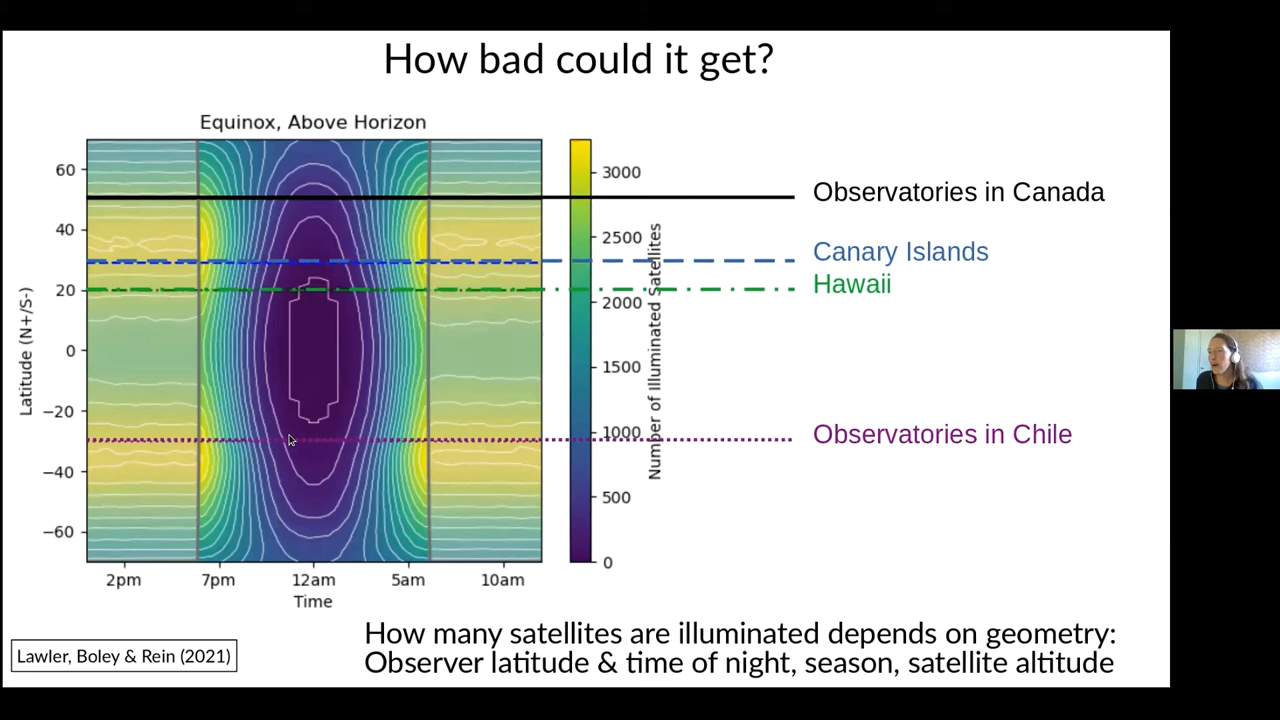 How bad could it get?
Equinox, Above Horizon
60
40
20
0
−20
−40
−60
Latitude (N+/S-)
2pm
7pm
12am
5am
10am
Time
3000
2500
2000
1500
1000
500
0
Number of Illuminated Satellites
Observatories in Canada
Canary Islands
Hawaii
Observatories in Chile
How many satellites are illuminated depends on geometry:
Observer latitude & time of night, season, satellite altitude
Lawler, Boley & Rein (2021)